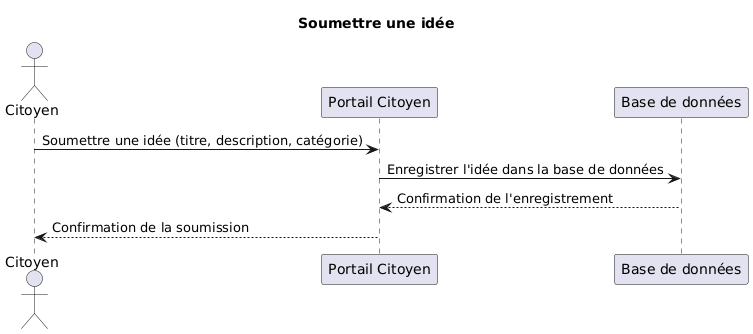 Soumettre une idée
Citoyen
Portail Citoyen
Base de données
Soumettre une idée (titre, description, catégorie)
Enregistrer l'idée dans la base de données
Confirmation de l'enregistrement
Confirmation de la soumission
Citoyen
Portail Citoyen
Base de données